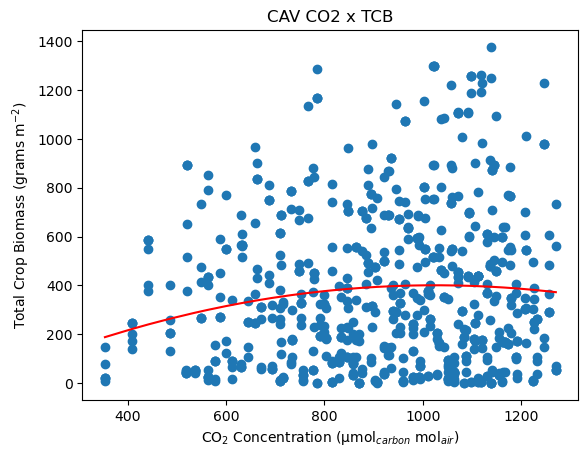 CAV CO2 x TCB
Total Crop Biomass (grams m⁻²)
1400
1200
1000
800
600
400
200
0
400 600 800 1000 1200
CO₂ Concentration (μmol_carbon mol_air)